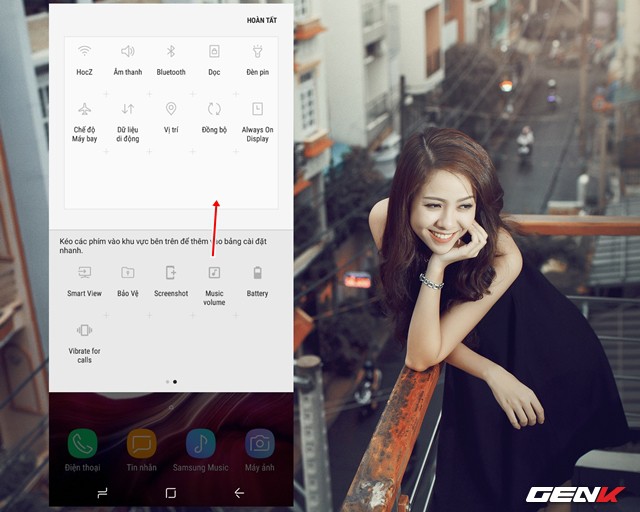 HOÀN TẤT
HocZ
Âm thanh
Bluetooth
Dọc
Đèn pin
Chế độ
Máy bay
Dữ liệu
di động
Vị trí
Đồng bộ
Always On
Display
Kéo các phím vào khu vực bên trên để thêm vào bảng cài đặt
nhanh.
Smart View
Bảo Vệ
Screenshot
Music
volume
Battery
Vibrate for
calls
Điện thoại
Tin nhắn
Samsung Music
Máy ảnh
GENK